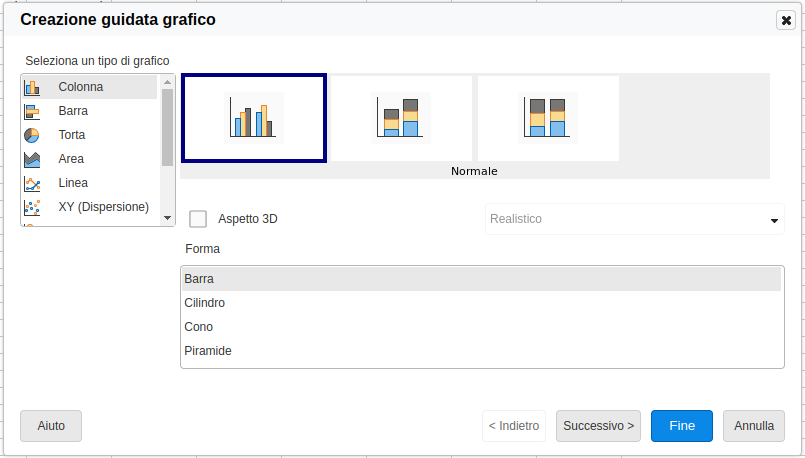 Creazione guidata grafico
Seleziona un tipo di grafico
Colonna
Barra
Torta
Area
Linea
XY (Dispersione)
Normale
Aspetto 3D
Realistico
Forma
Barra
Cilindro
Cono
Piramide
Aiuto
< Indietro
Successivo >
Fine
Annulla